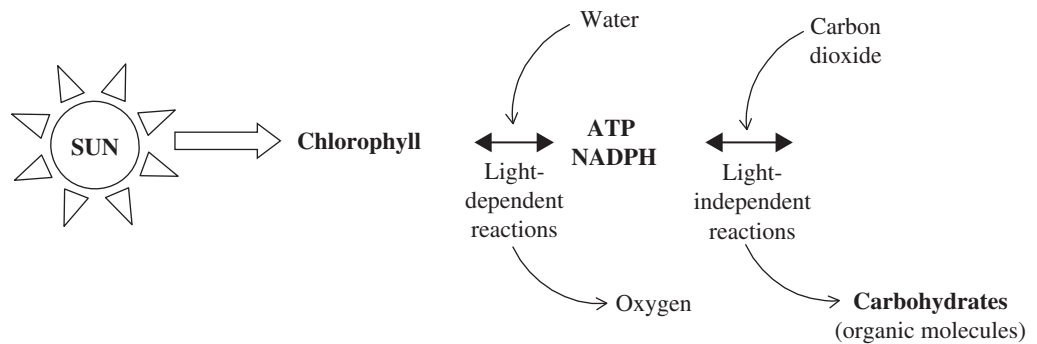 Water
Carbon
dioxide
SUN
Chlorophyll
ATP
NADPH
Light-
dependent
reactions
Light-
independent
reactions
Oxygen
Carbohydrates
(organic molecules)